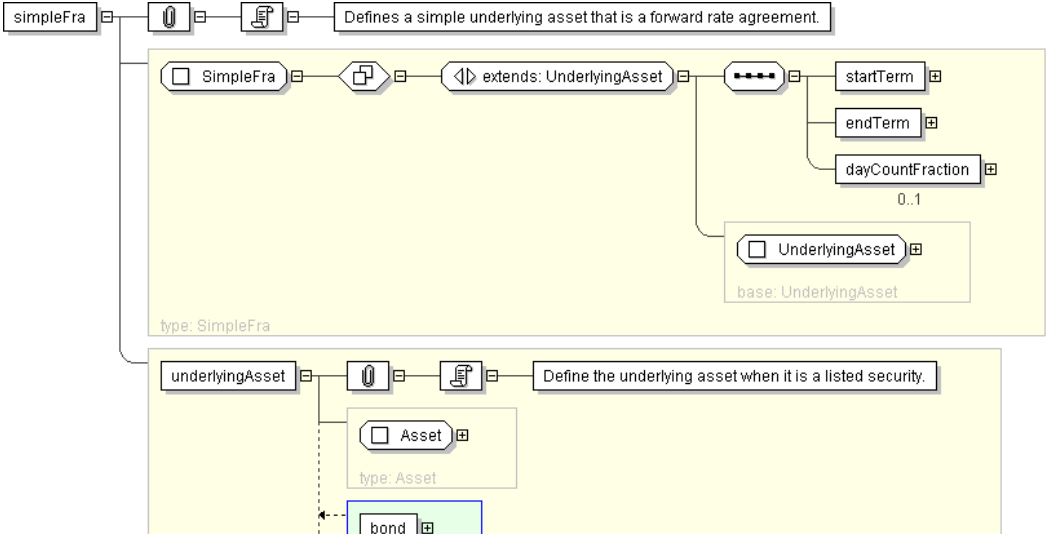 simpleFra
Defines a simple underlying asset that is a forward rate agreement.
SimpleFra
extends: UnderlyingAsset
startTerm
endTerm
dayCountFraction
0..1
UnderlyingAsset
base: UnderlyingAsset
type: SimpleFra
underlyingAsset
Define the underlying asset when it is a listed security.
Asset
type: Asset
bond